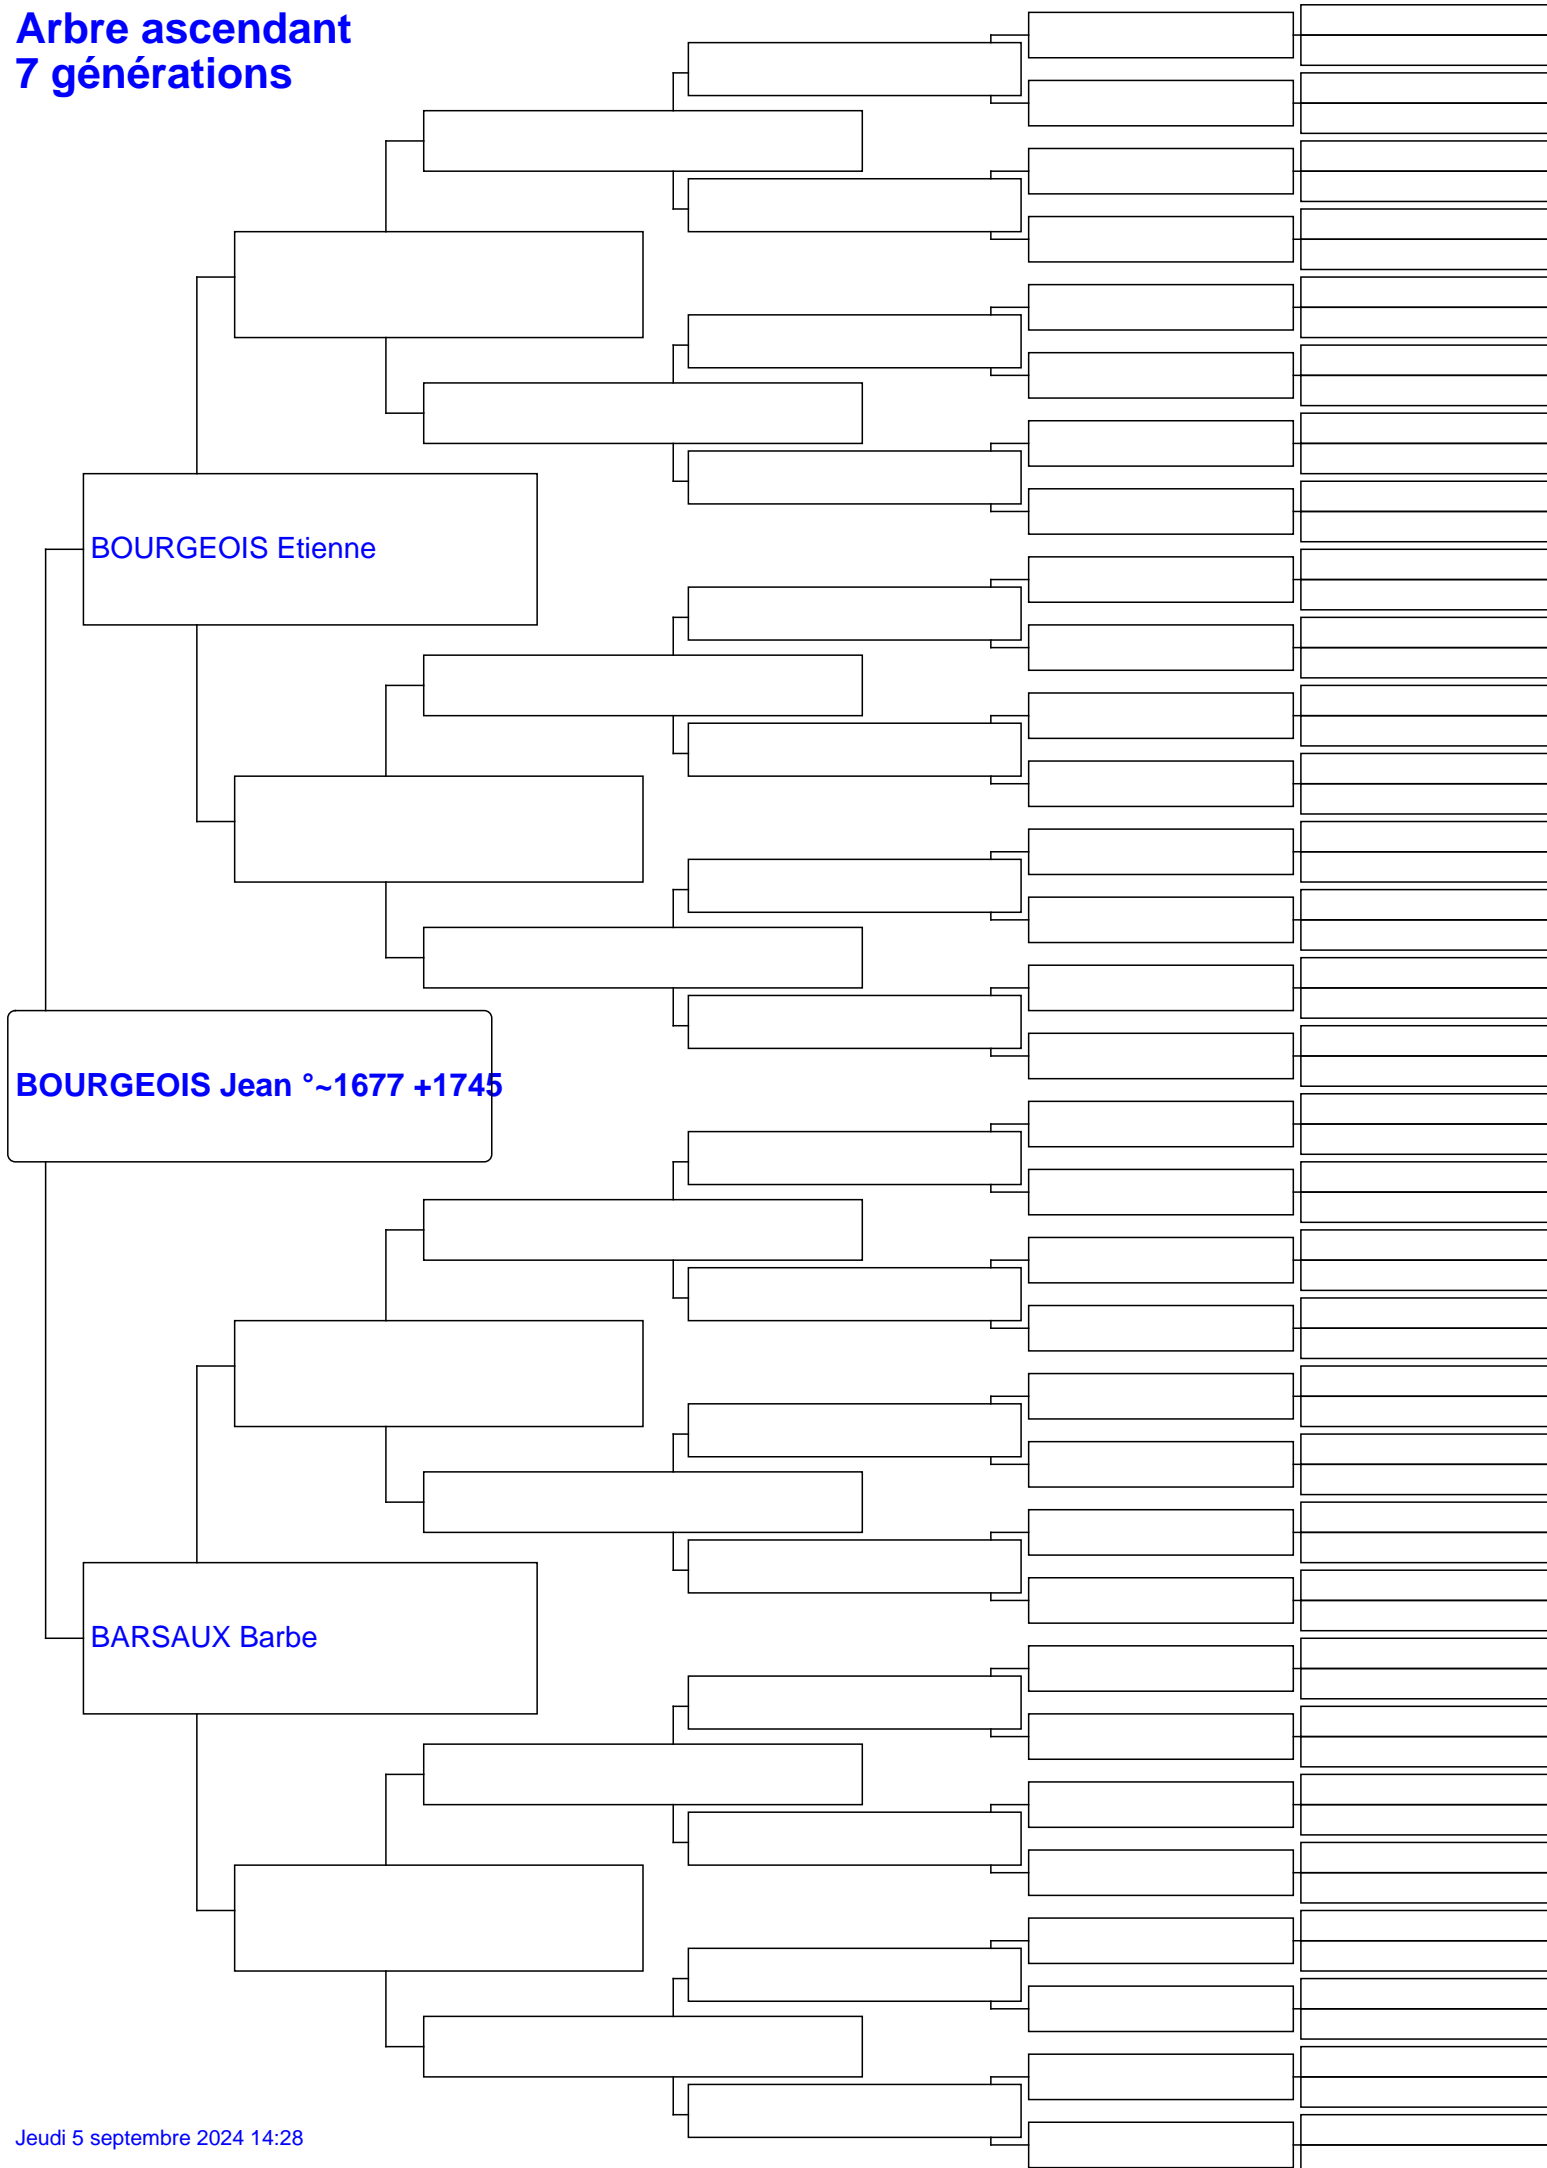 Arbre ascendant
7 générations
BOURGEOIS Etienne
BOURGEOIS Jean °~1677 +1745
BARSAUX Barbe
Jeudi 5 septembre 2024 14:28